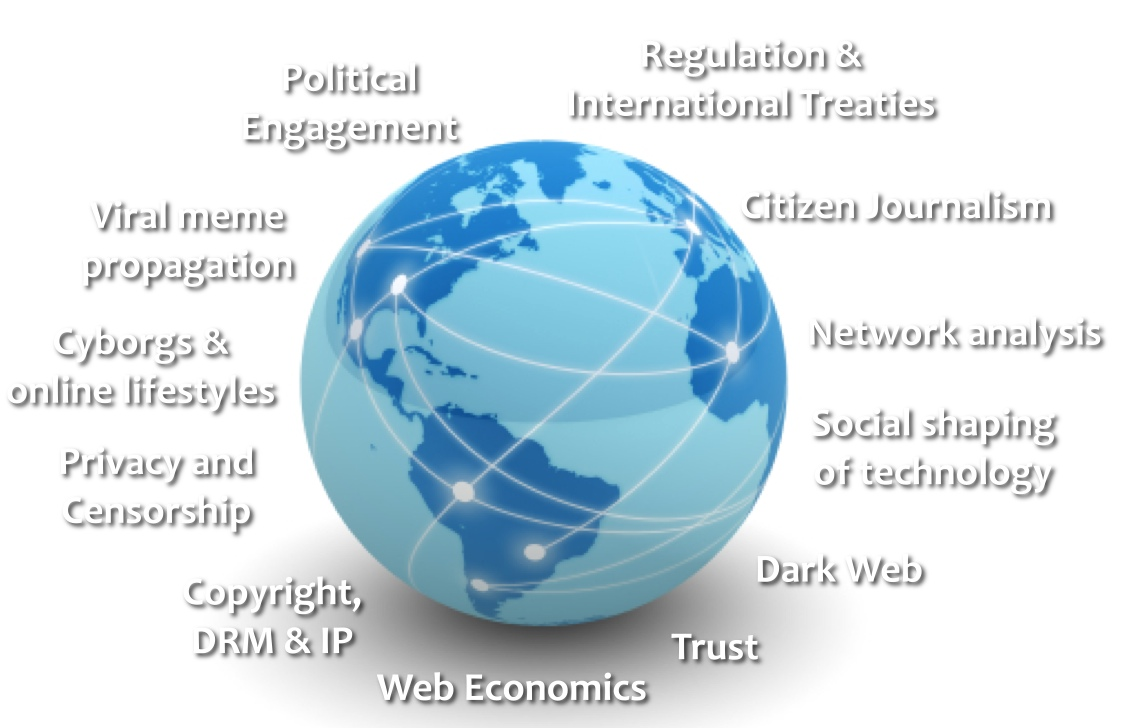 Political
Engagement
Regulation &
International Treaties
Viral meme
propagation
Citizen Journalism
Cyborgs &
online lifestyles
Network analysis
Privacy and
Censorship
Social shaping
of technology
Copyright,
DRM & IP
Dark Web
Web Economics
Trust